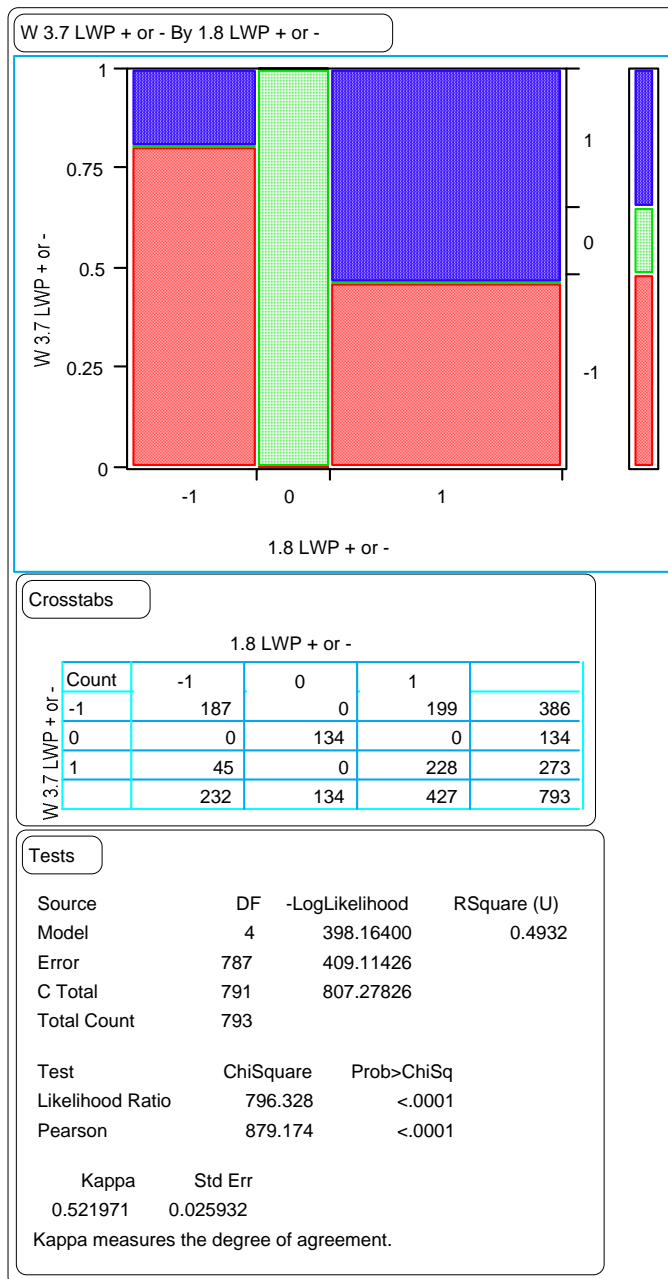 W 3.7 LWP + or - By 1.8 LWP + or -
W 3.7 LWP + or -
1
0.75
0.5
0.25
0
-1 0 1
1.8 LWP + or -
1
0
-1
Crosstabs
1.8 LWP + or -
W 3.7 LWP + or -
Count -1 0 1
-1 187 0 199 386
0 0 134 0 134
1 45 0 228 273
232 134 427 793
Tests
Source DF -LogLikelihood RSquare (U)
Model 4 398.16400 0.4932
Error 787 409.11426
C Total 791 807.27826
Total Count 793
Test ChiSquare Prob>ChiSq
Likelihood Ratio 796.328 <.0001
Pearson 879.174 <.0001
Kappa Std Err
0.521971 0.025932
Kappa measures the degree of agreement.